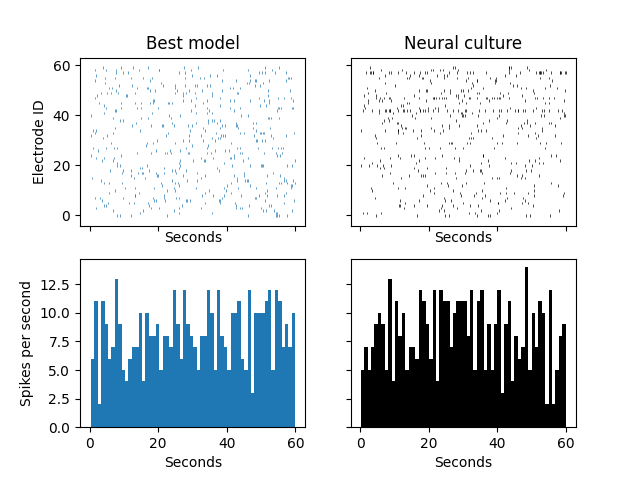 Best model
Neural culture
Electrode ID
60
40
20
0
Seconds
Seconds
Spikes per second
12.5
10.0
7.5
5.0
2.5
0.0
0 20 40 60
0 20 40 60
Seconds
Seconds